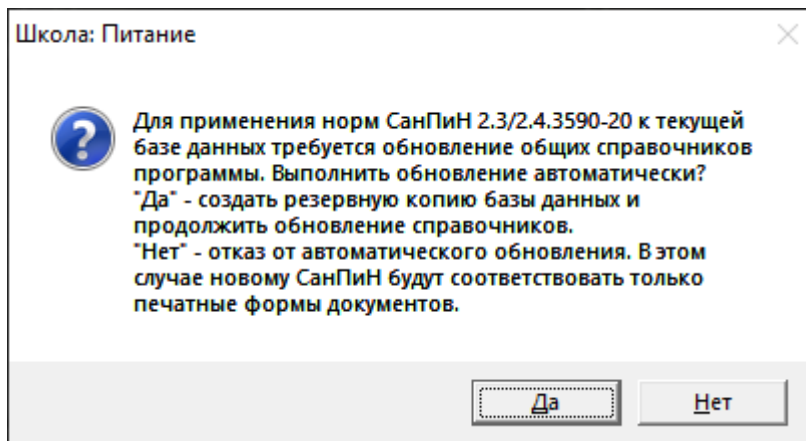 Школа: Питание
Для применения норм СанПиН 2.3/2.4.3590-20 к текущей
базе данных требуется обновление общих справочников
программы. Выполнить обновление автоматически?
"Да" - создать резервную копию базы данных и
продолжить обновление справочников.
"Нет" - отказ от автоматического обновления. В этом
случае новому СанПиН будут соответствовать только
печатные формы документов.
Да
Нет